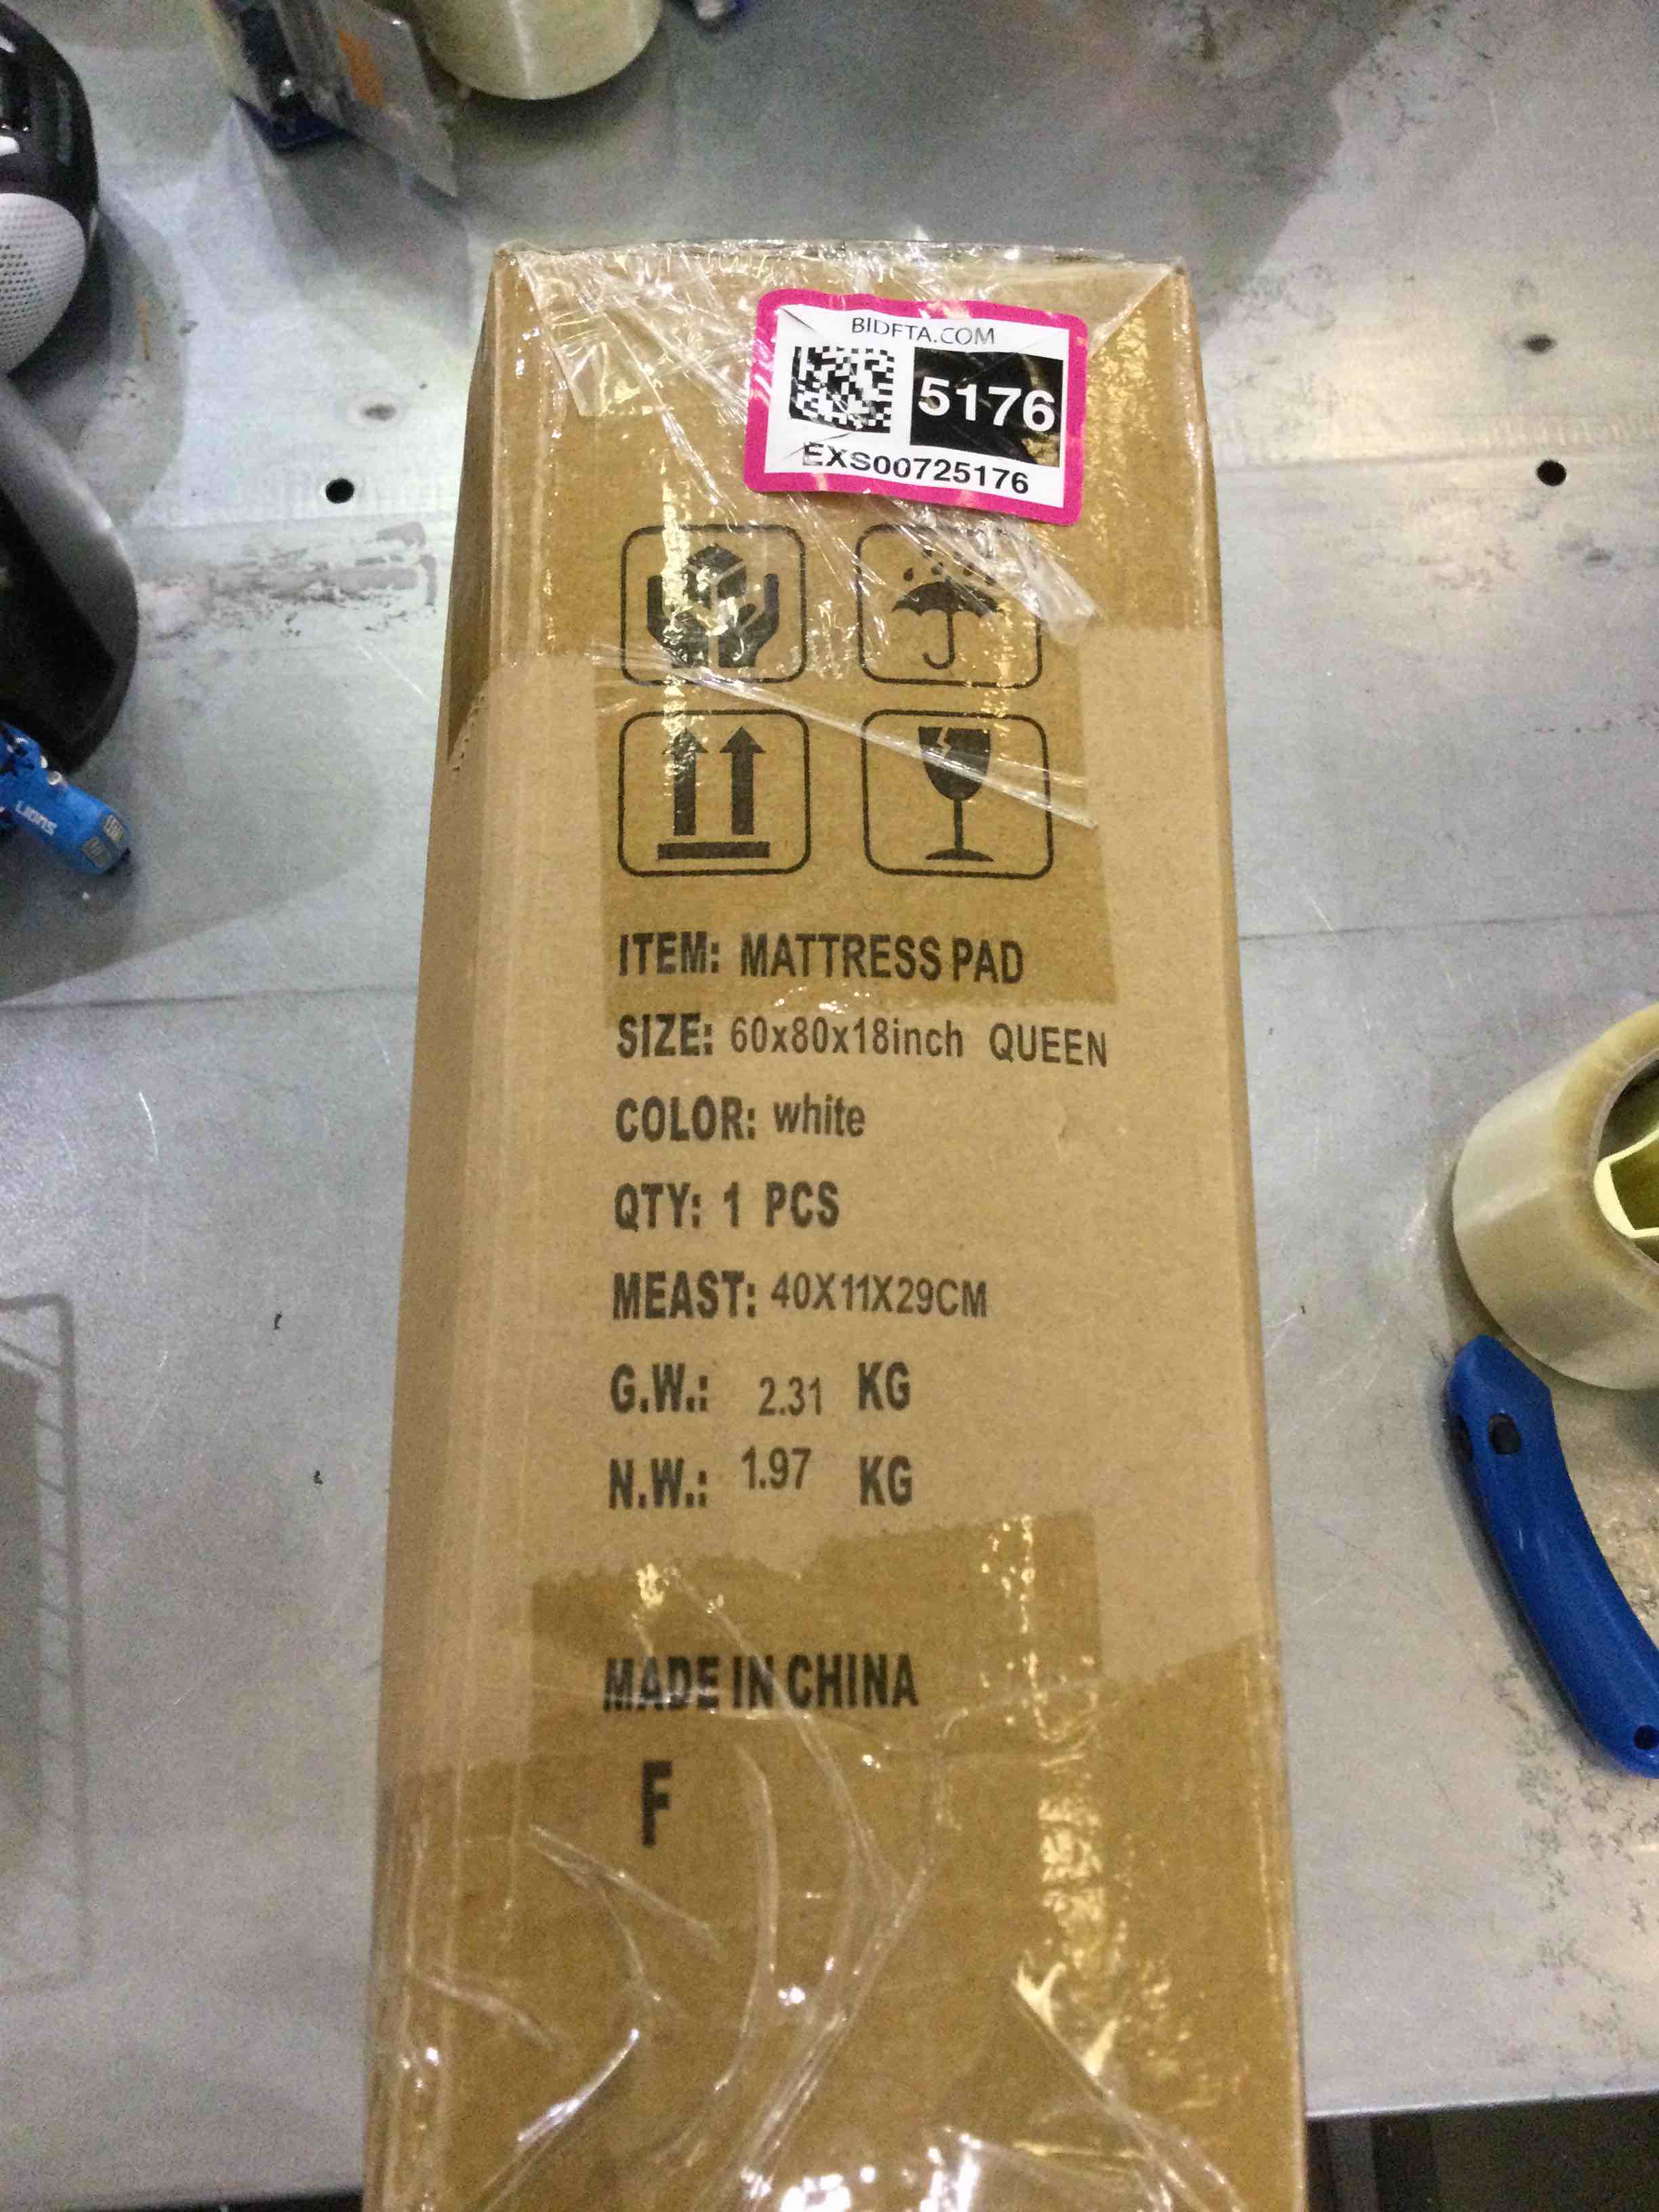 BIDFTA.COM
5176
EXS00725176
ITEM: MATTRESS PAD
SIZE: 60x80x18inch QUEEN
COLOR: white
QTY: 1 PCS
MEAST: 40X11X29CM
G.W.: 2.31 KG
N.W.: 1.97 KG
MADE IN CHINA
F
LIONS